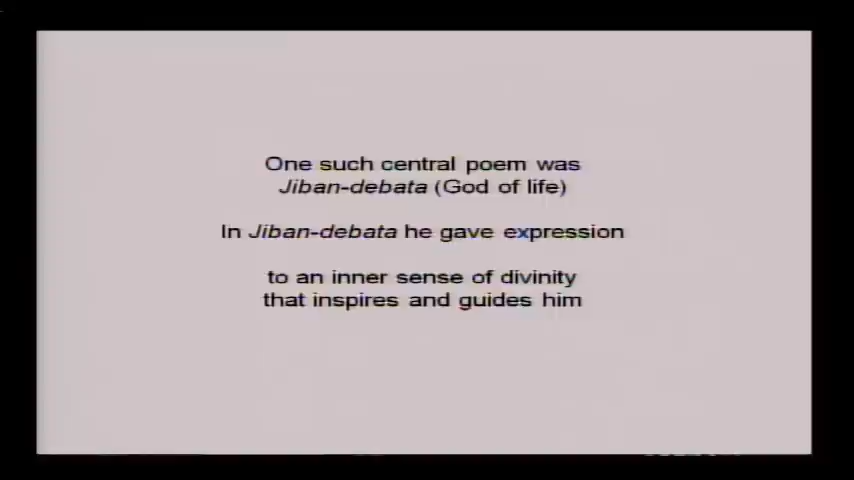 One such central poem was
Jiban-debata (God of life)
In Jiban-debata he gave expression
to an inner sense of divinity
that inspires and guides him